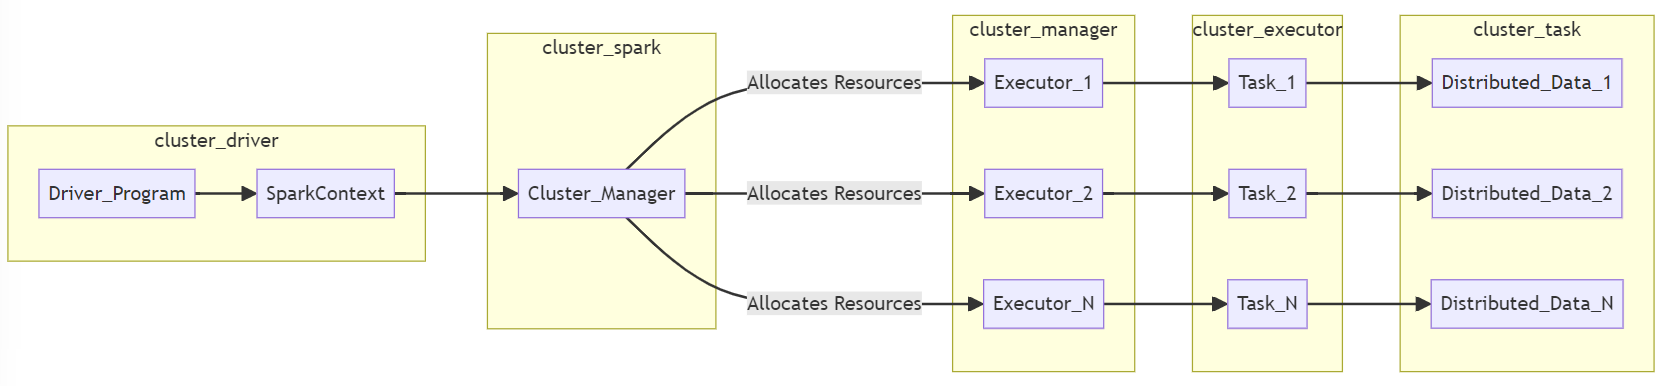 cluster_driver
Driver_Program
SparkContext
cluster_spark
Cluster_Manager
Allocates Resources
Allocates Resources
Allocates Resources
cluster_manager
Executor_1
Executor_2
Executor_N
cluster_executor
Task_1
Task_2
Task_N
cluster_task
Distributed_Data_1
Distributed_Data_2
Distributed_Data_N